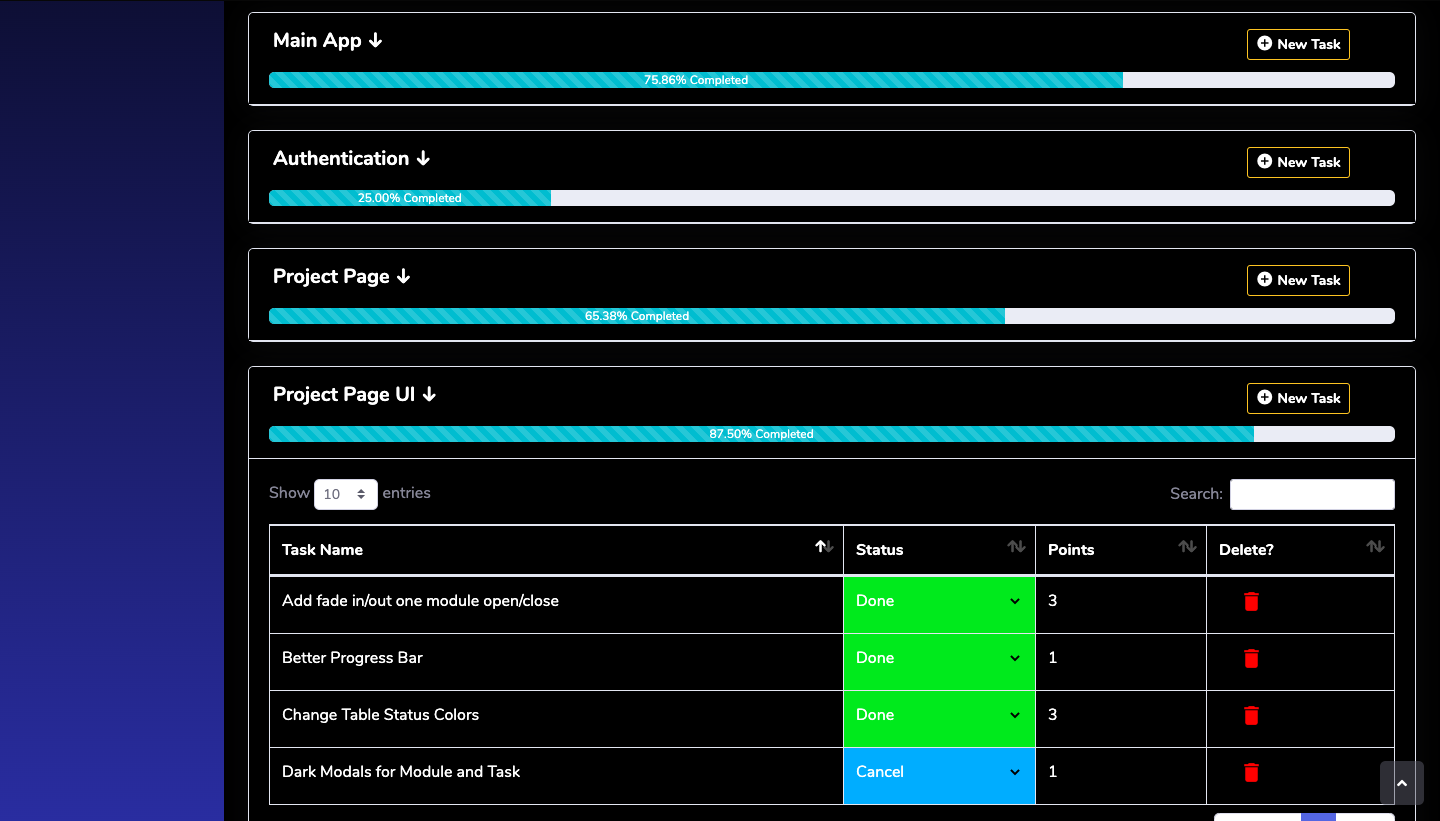 Main App
New Task
75.86% Completed
Authentication
New Task
25.00% Completed
Project Page
New Task
65.38% Completed
Project Page UI
New Task
87.50% Completed
Show 10 entries
Search:
Task Name Status Points Delete?
Add fade in/out one module open/close Done 3
Better Progress Bar Done 1
Change Table Status Colors Done 3
Dark Modals for Module and Task Cancel 1